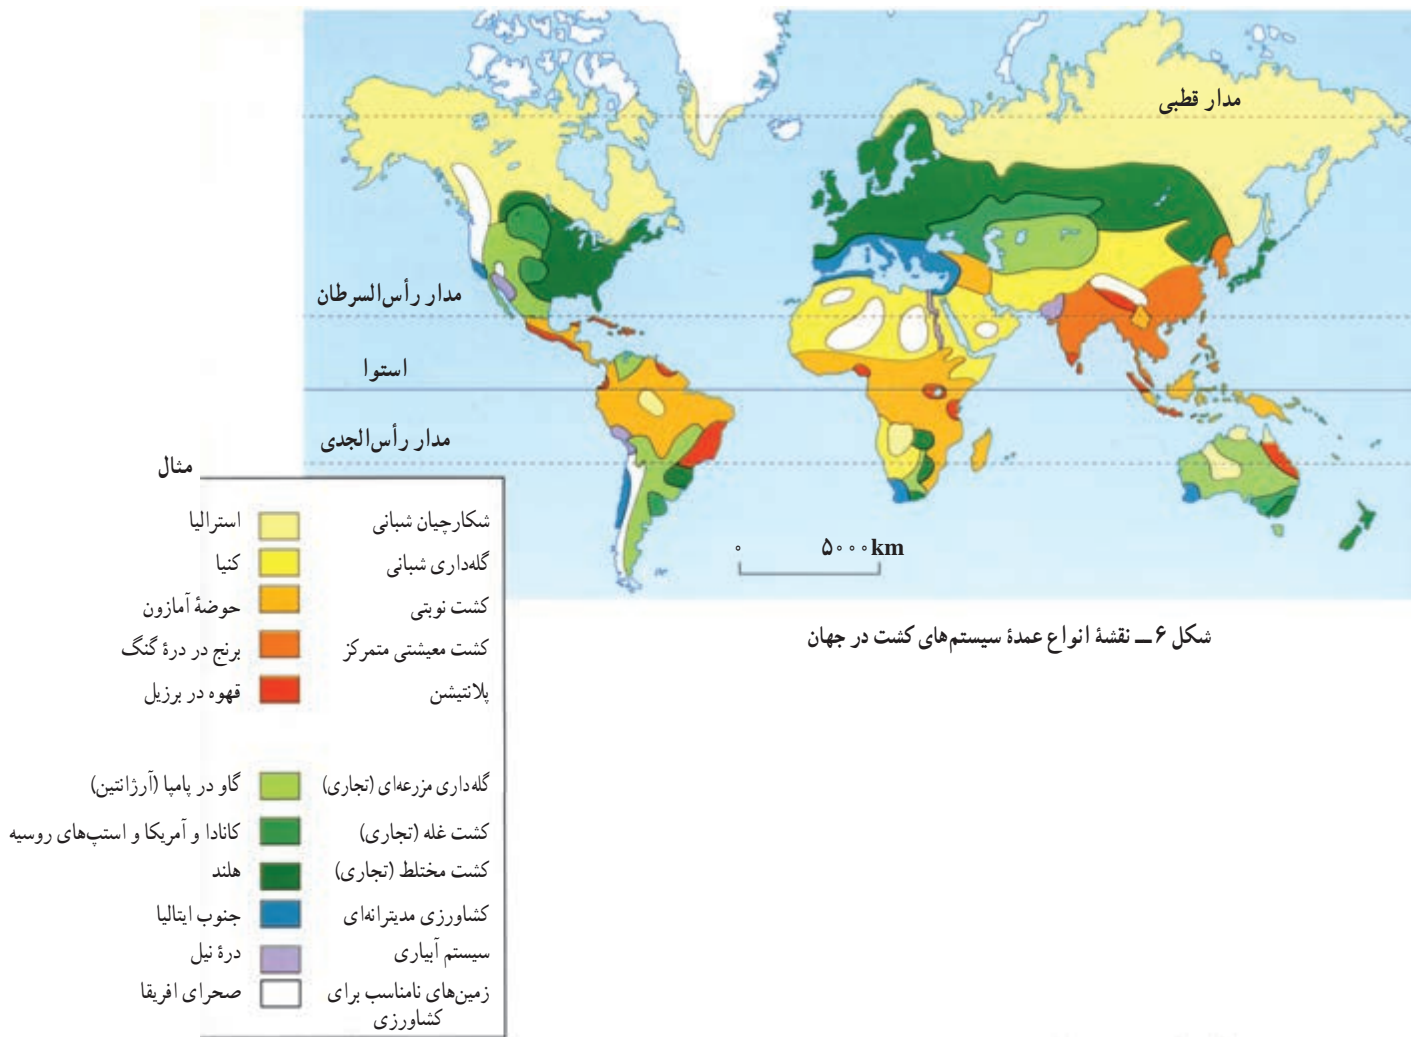 مدار قطبی
مدار رأس‌السرطان
استوا
مدار رأس‌الجدی
۰ ۵۰۰۰km
شکل ۶ــ نقشهٔ انواع عمدهٔ سیستم‌های کشت در جهان
مثال
شکارچیان شبانی استرالیا
گله‌داری شبانی کنیا
کشت نوبتی حوضهٔ آمازون
کشت معیشتی متمرکز برنج در درهٔ گنگ
پلانتیشن قهوه در برزیل
گله‌داری مزرعه‌ای (تجاری) گاو در پامپا (آرژانتین)
کشت غله (تجاری) کانادا و آمریکا و استپ‌های روسیه
کشت مختلط (تجاری) هلند
کشاورزی مدیترانه‌ای جنوب ایتالیا
سیستم آبیاری درهٔ نیل
زمین‌های نامناسب برای صحرای افریقا
کشاورزی